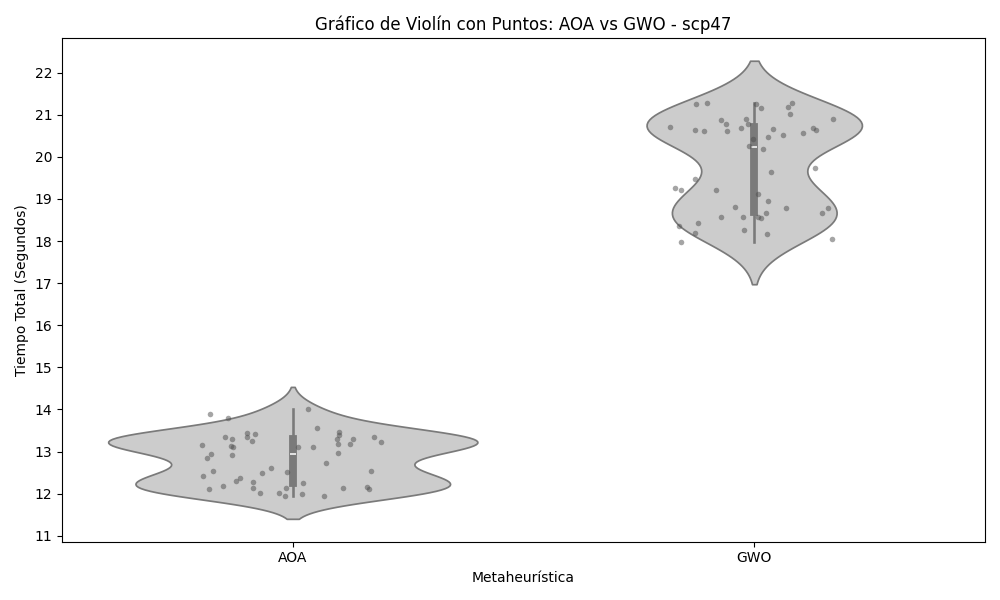 Gráfico de Violín con Puntos: AOA vs GWO - scp47
Tiempo Total (Segundos)
22
21
20
19
18
17
16
15
14
13
12
11
AOA
GWO
Metaheurística